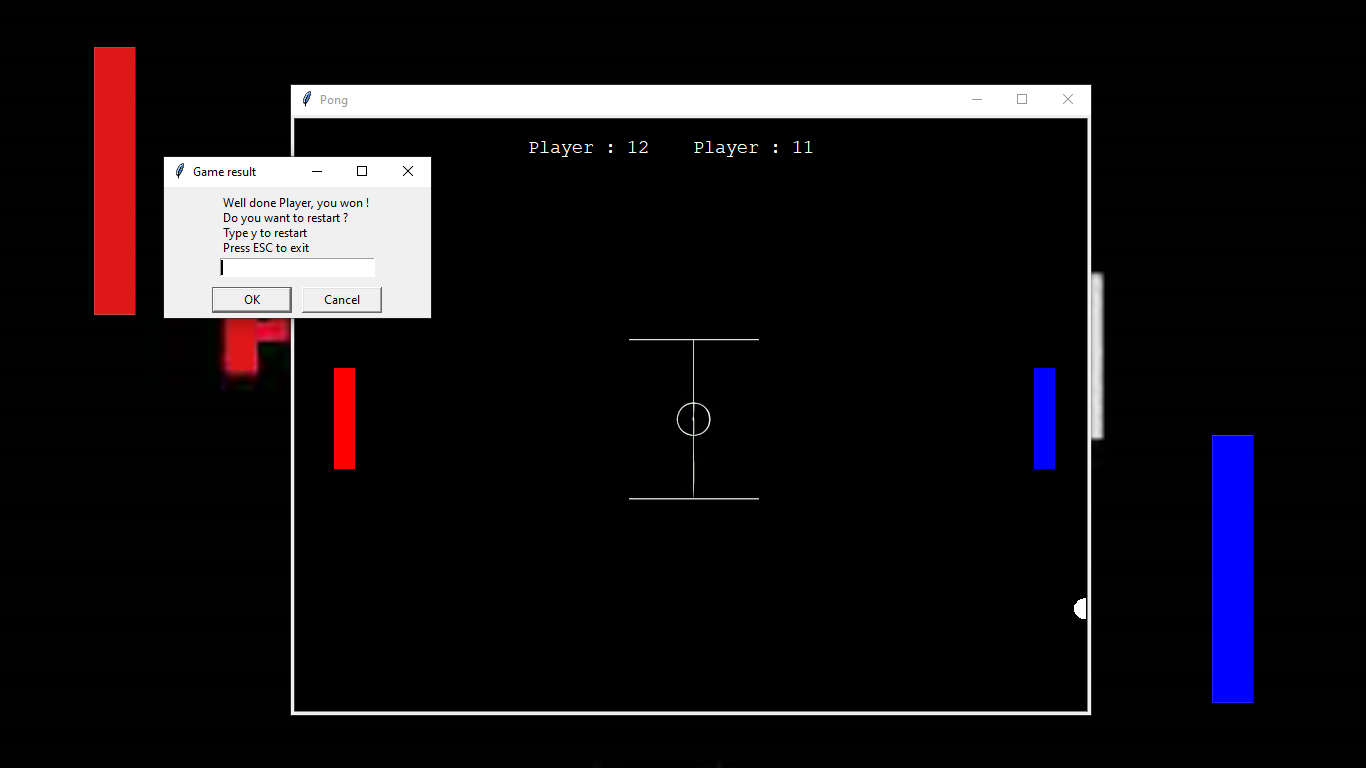 Pong
Player : 12 Player : 11
Game result
Well done Player, you won !
Do you want to restart ?
Type y to restart
Press ESC to exit
OK Cancel